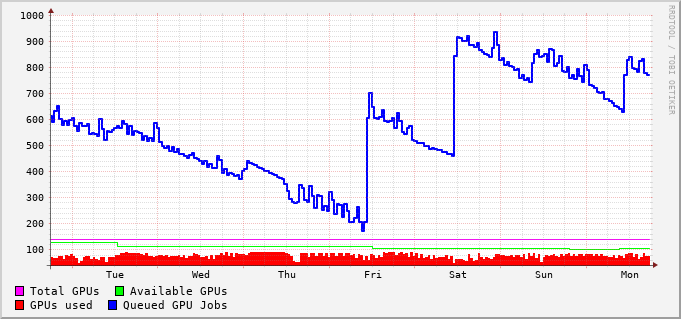 1000
900
800
700
600
500
400
300
200
100
Tue Wed Thu Fri Sat Sun Mon
Total GPUs Available GPUs
GPUs used Queued GPU Jobs
RRDTOOL / TOBI OETIKER